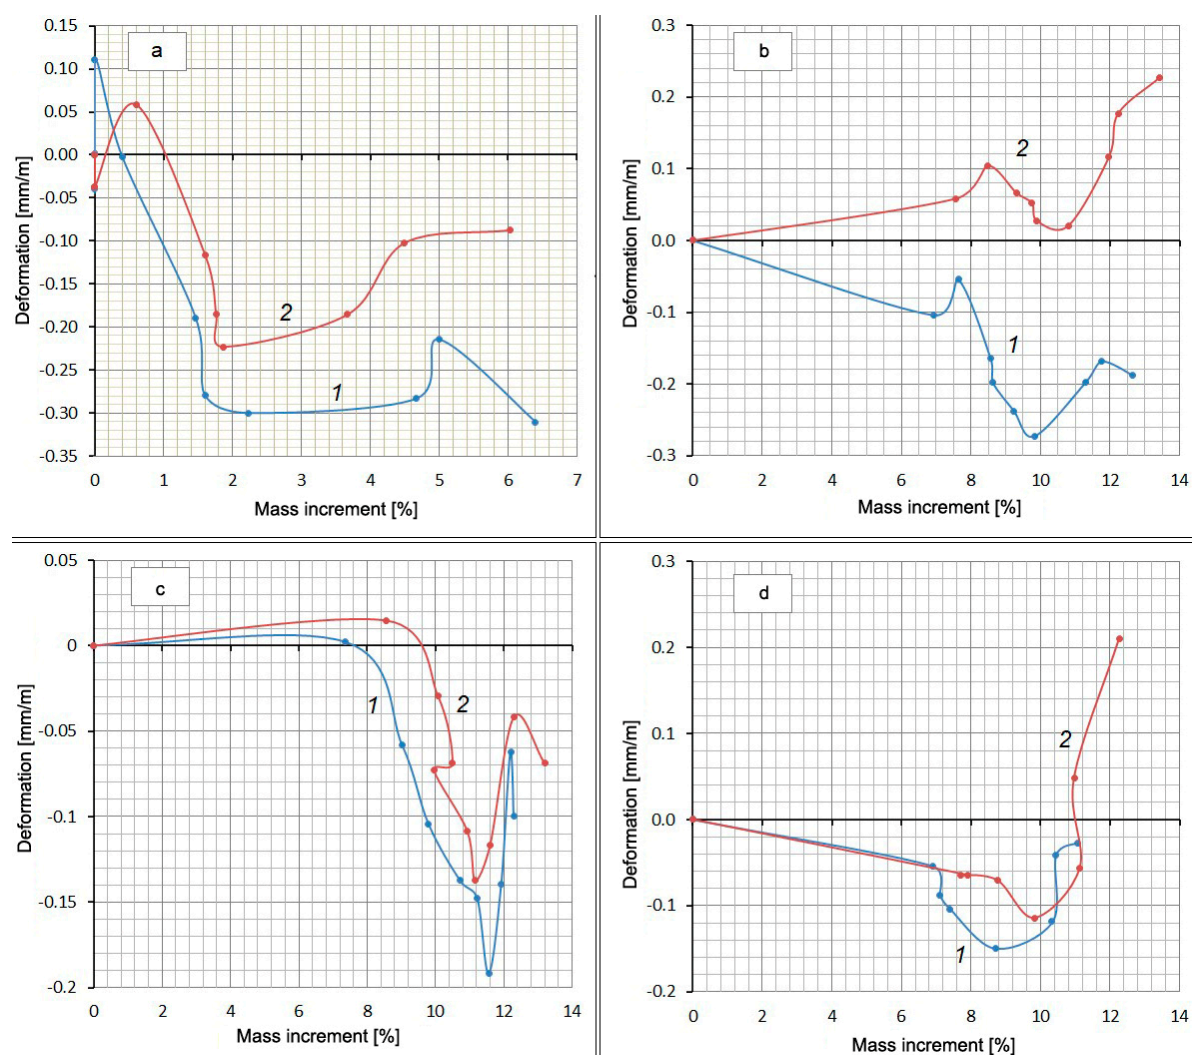 a
0.15
0.10
0.05
0.00
-0.05
-0.10
-0.15
-0.20
-0.25
-0.30
-0.35
Deformation [mm/m]
2
1
0 1 2 3 4 5 6 7
Mass increment [%]
b
0.3
0.2
0.1
0.0
-0.1
-0.2
-0.3
Deformation [mm/m]
2
1
0 2 4 6 8 10 12 14
Mass increment [%]
c
0.05
0
-0.05
-0.1
-0.15
-0.2
Deformation [mm/m]
1 2
0 2 4 6 8 10 12 14
Mass increment [%]
d
0.3
0.2
0.1
0.0
-0.1
-0.2
Deformation [mm/m]
2
1
0 2 4 6 8 10 12 14
Mass increment [%]